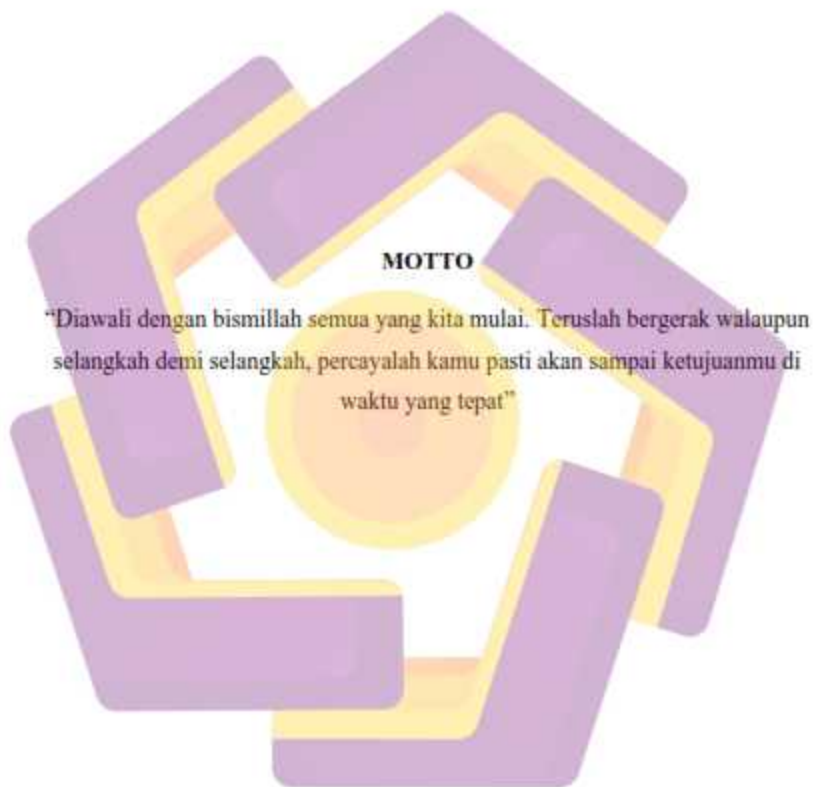 MOTTO
“Diawali dengan bismillah semua yang kita mulai. Teruslah bergerak walaupun
selangkah demi selangkah, percayalah kamu pasti akan sampai ketujuanmu di
waktu yang tepat”